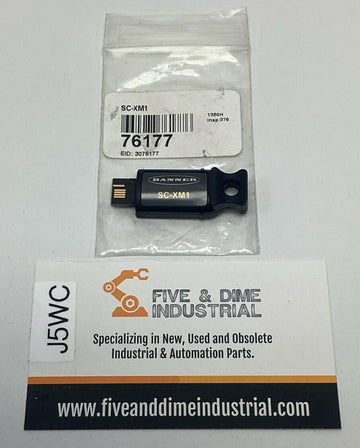 SC-XM1
1360H
Insp:376
76177
EID: 3076177
BANNER
SC-XM1
J5WC
FIVE & DIME
INDUSTRIAL
Specializing in New, Used and Obsolete
Industrial & Automation Parts.
www.fiveanddimeindustrial.com